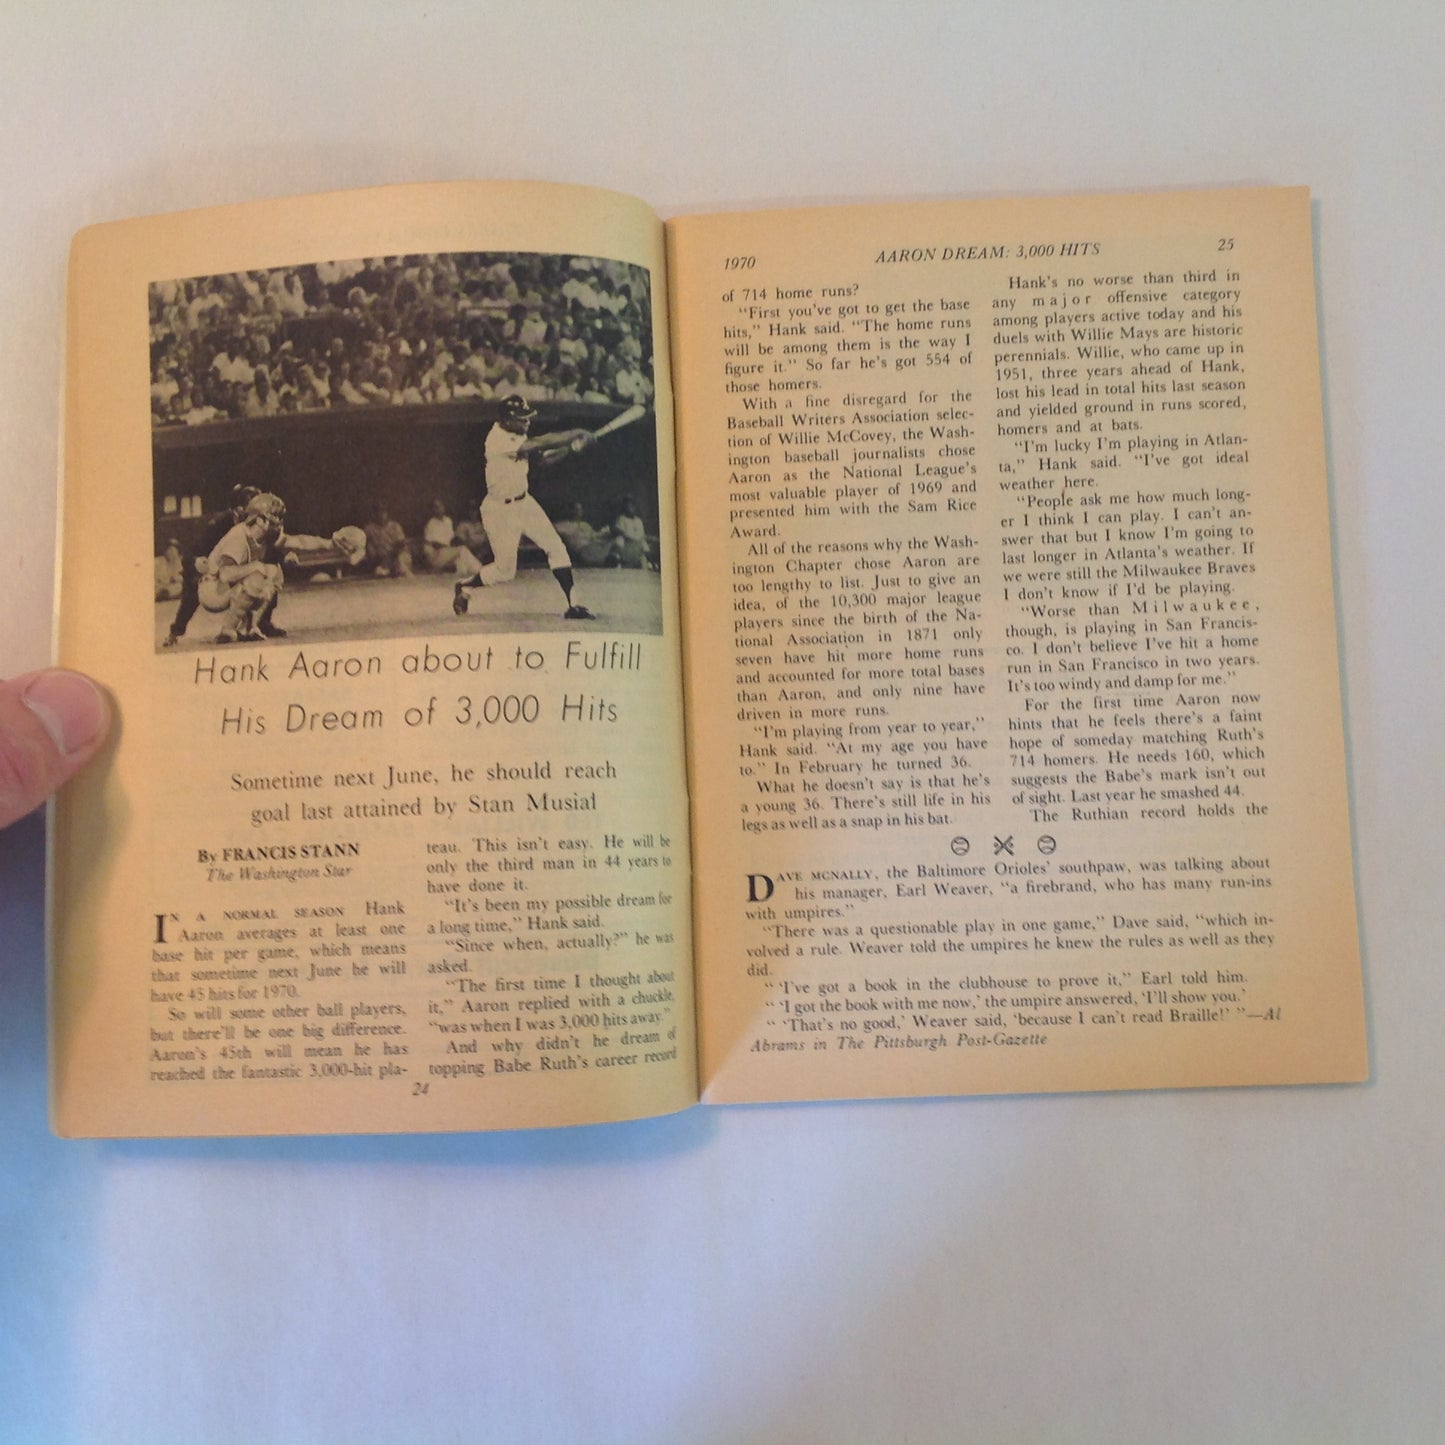 Hank Aaron about to Fulfill
His Dream of 3,000 Hits
Sometime next June, he should reach
goal last attained by Stan Musial
By FRANCIS STANN
The Washington Star
IN A NORMAL SEASON Hank
Aaron averages at least one
base hit per game, which means
that sometime next June he will
have 45 hits for 1970.
So will some other ball players,
but there'll be one big difference.
Aaron's 45th will mean he has
reached the fantastic 3,000-hit pla-
teau. This isn't easy. He will be
only the third man in 44 years to
have done it.
"It's been my possible dream for
a long time," Hank said.
"Since when, actually?" he was
asked.
"The first time I thought about
it," Aaron replied with a chuckle,
"was when I was 3,000 hits away."
And why didn't he dream of
topping Babe Ruth's career record
24
1970
AARON DREAM: 3,000 HITS
25
of 714 home runs?
"First you've got to get the base
hits," Hank said. "The home runs
will be among them is the way I
figure it." So far he's got 554 of
those homers.
With a fine disregard for the
Baseball Writers Association selec-
tion of Willie McCovey, the Wash-
ington baseball journalists chose
Aaron as the National League's
most valuable player of 1969 and
presented him with the Sam Rice
Award.
All of the reasons why the Wash-
ington Chapter chose Aaron are
too lengthy to list. Just to give an
idea, of the 10,300 major league
players since the birth of the Na-
tional Association in 1871 only
seven have hit more home runs
and accounted for more total bases
than Aaron, and only nine have
driven in more runs.
"I'm playing from year to year,"
Hank said. "At my age you have
to." In February he turned 36.
What he doesn't say is that he's
a young 36. There's still life in his
legs as well as a snap in his bat.
Hank's no worse than third in
any major offensive category
among players active today and his
duels with Willie Mays are historic
perennials. Willie, who came up in
1951, three years ahead of Hank,
lost his lead in total hits last season
and yielded ground in runs scored,
homers and at bats.
"I'm lucky I'm playing in Atlan-
ta," Hank said. "I've got ideal
weather here.
"People ask me how much long-
er I think I can play. I can't an-
swer that but I know I'm going to
last longer in Atlanta's weather. If
we were still the Milwaukee Braves
I don't know if I'd be playing.
"Worse than Milwaukee,
though, is playing in San Francis-
co. I don't believe I've hit a home
run in San Francisco in two years.
It's too windy and damp for me."
For the first time Aaron now
hints that he feels there's a faint
hope of someday matching Ruth's
714 homers. He needs 160, which
suggests the Babe's mark isn't out
of sight. Last year he smashed 44.
The Ruthian record holds the
DAVE MCNALLY, the Baltimore Orioles' southpaw, was talking about
his manager, Earl Weaver, "a firebrand, who has many run-ins
with umpires."
"There was a questionable play in one game," Dave said, "which in-
volved a rule. Weaver told the umpires he knew the rules as well as they
did.
" 'I've got a book in the clubhouse to prove it,' Earl told him.
" 'I got the book with me now,' the umpire answered, 'I'll show you.'
" 'That's no good,' Weaver said, 'because I can't read Braille!' "—Al
Abrams in The Pittsburgh Post-Gazette